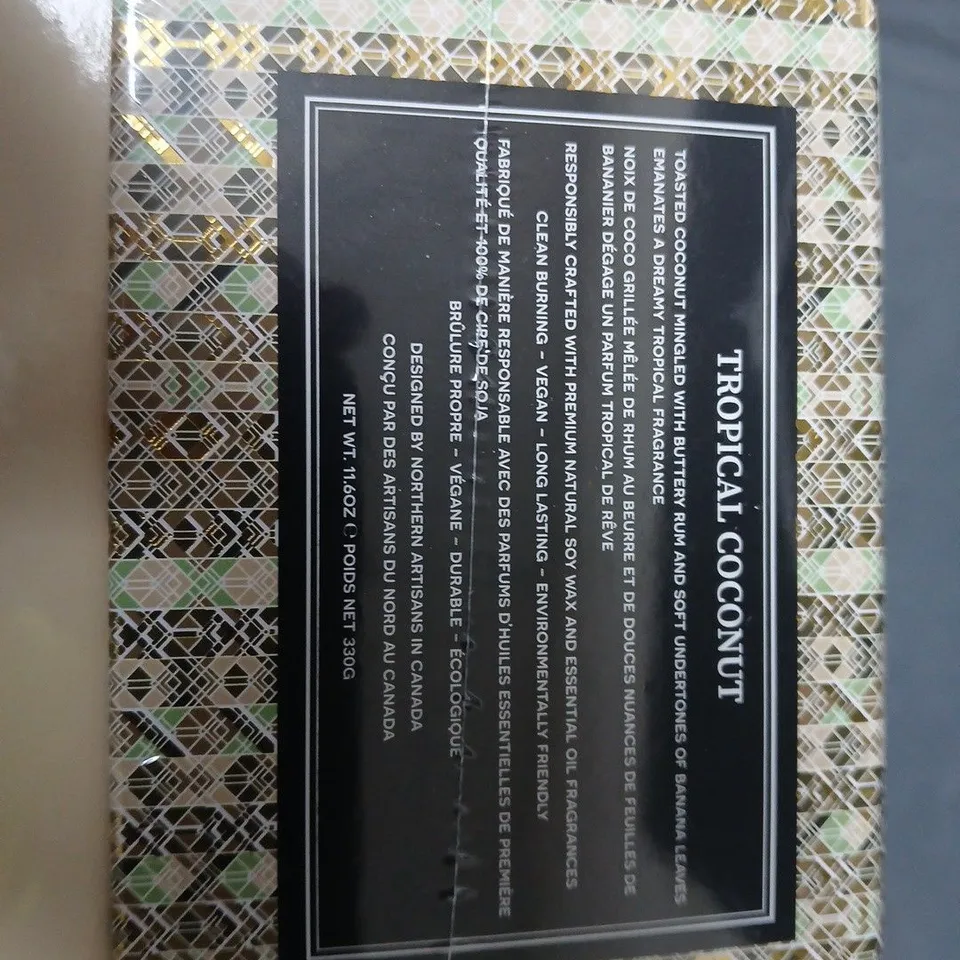 TROPICAL COCONUT
TOASTED COCONUT MINGLED WITH BUTTERY RUM AND SOFT UNDERTONES OF BANANA LEAVES
EMANATES A DREAMY TROPICAL FRAGRANCE
NOIX DE COCO GRILLÉE MÊLÉE DE RHUM AU BEURRE ET DE DOUCES NUANCES DE FEUILLES DE
BANANIER DÉGAGE UN PARFUM TROPICAL DE RÊVE
RESPONSIBLY CRAFTED WITH PREMIUM NATURAL SOY WAX AND ESSENTIAL OIL FRAGRANCES
CLEAN BURNING - VEGAN - LONG LASTING - ENVIRONMENTALLY FRIENDLY
FABRIQUÉ DE MANIÈRE RESPONSABLE AVEC DES PARFUMS D'HUILES ESSENTIELLES DE PREMIÈRE
QUALITÉ ET 100% DE CIRE DE SOJA
BRÛLURE PROPRE - VÉGANE - DURABLE - ÉCOLOGIQUE
DESIGNED BY NORTHERN ARTISANS IN CANADA
CONÇU PAR DES ARTISANS DU NORD AU CANADA
NET WT. 11.6OZ ℮ POIDS NET 330G